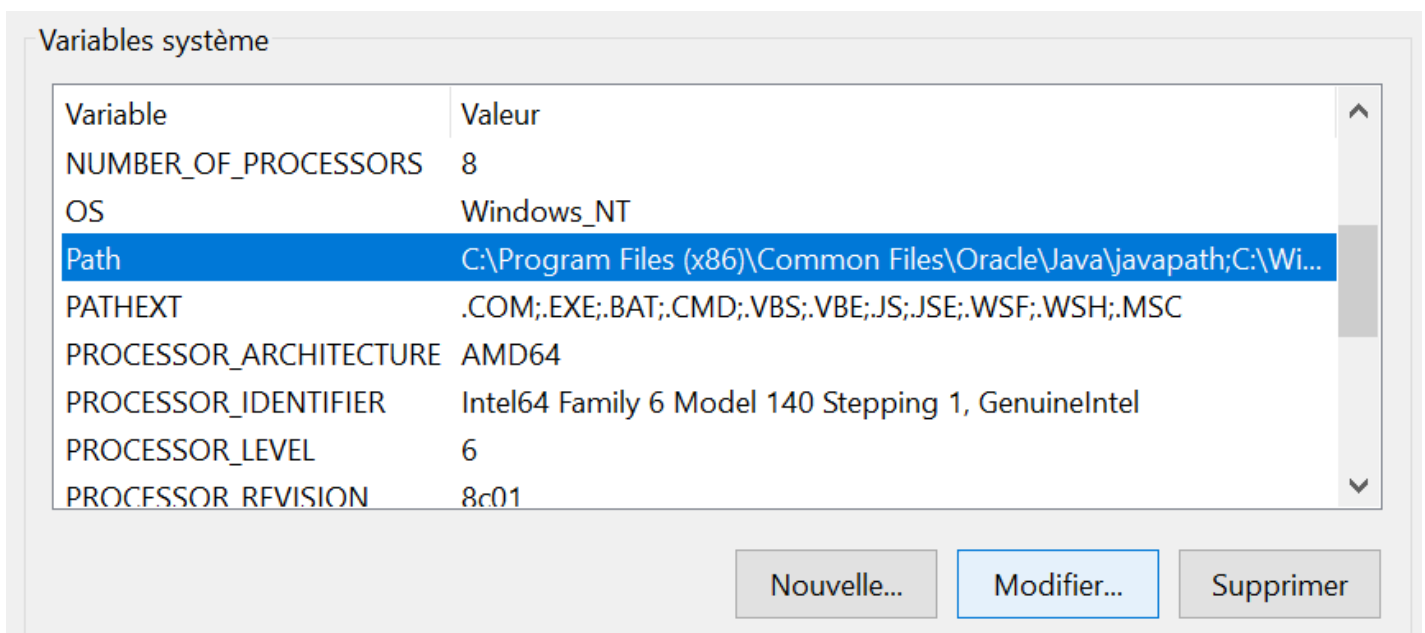 Variables système
Variable Valeur
NUMBER_OF_PROCESSORS 8
OS Windows_NT
Path C:\Program Files (x86)\Common Files\Oracle\Java\javapath;C:\Wi...
PATHEXT .COM;.EXE;.BAT;.CMD;.VBS;.VBE;.JS;.JSE;.WSF;.WSH;.MSC
PROCESSOR_ARCHITECTURE AMD64
PROCESSOR_IDENTIFIER Intel64 Family 6 Model 140 Stepping 1, GenuineIntel
PROCESSOR_LEVEL 6
PROCESSOR_REVISION 8c01
Nouvelle... Modifier... Supprimer